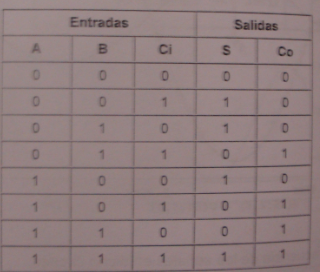 Entradas Salidas
A B Ci S Co
0 0 0 0 0
0 0 1 1 0
0 1 0 1 0
0 1 1 0 1
1 0 0 1 0
1 0 1 0 1
1 1 0 0 1
1 1 1 1 1